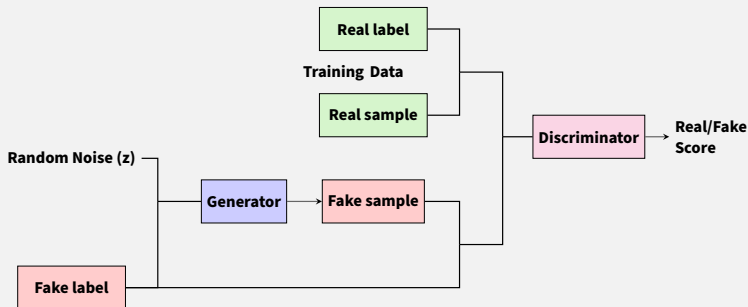 Real label
Training Data
Real sample
Discriminator
Real/Fake
Score
Random Noise (z)
Generator
Fake sample
Fake label